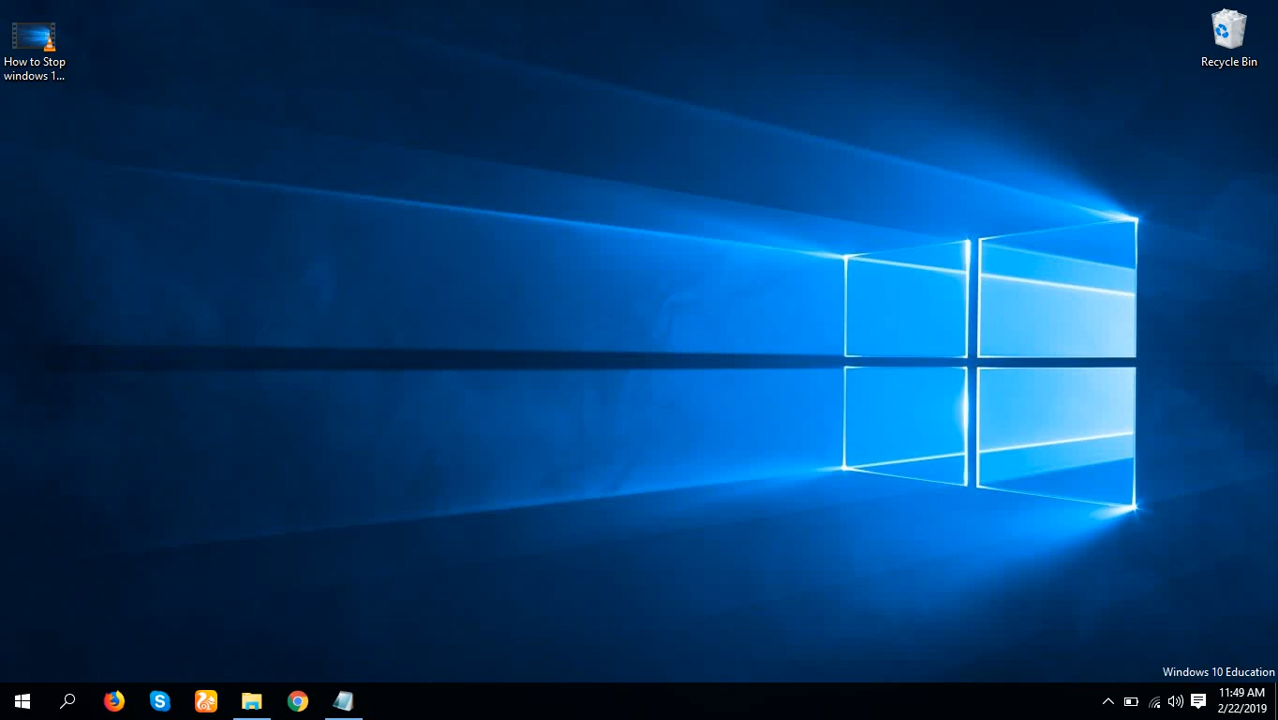 How to Stop
windows 1...
Recycle Bin
Windows 10 Education
11:49 AM
2/22/2019